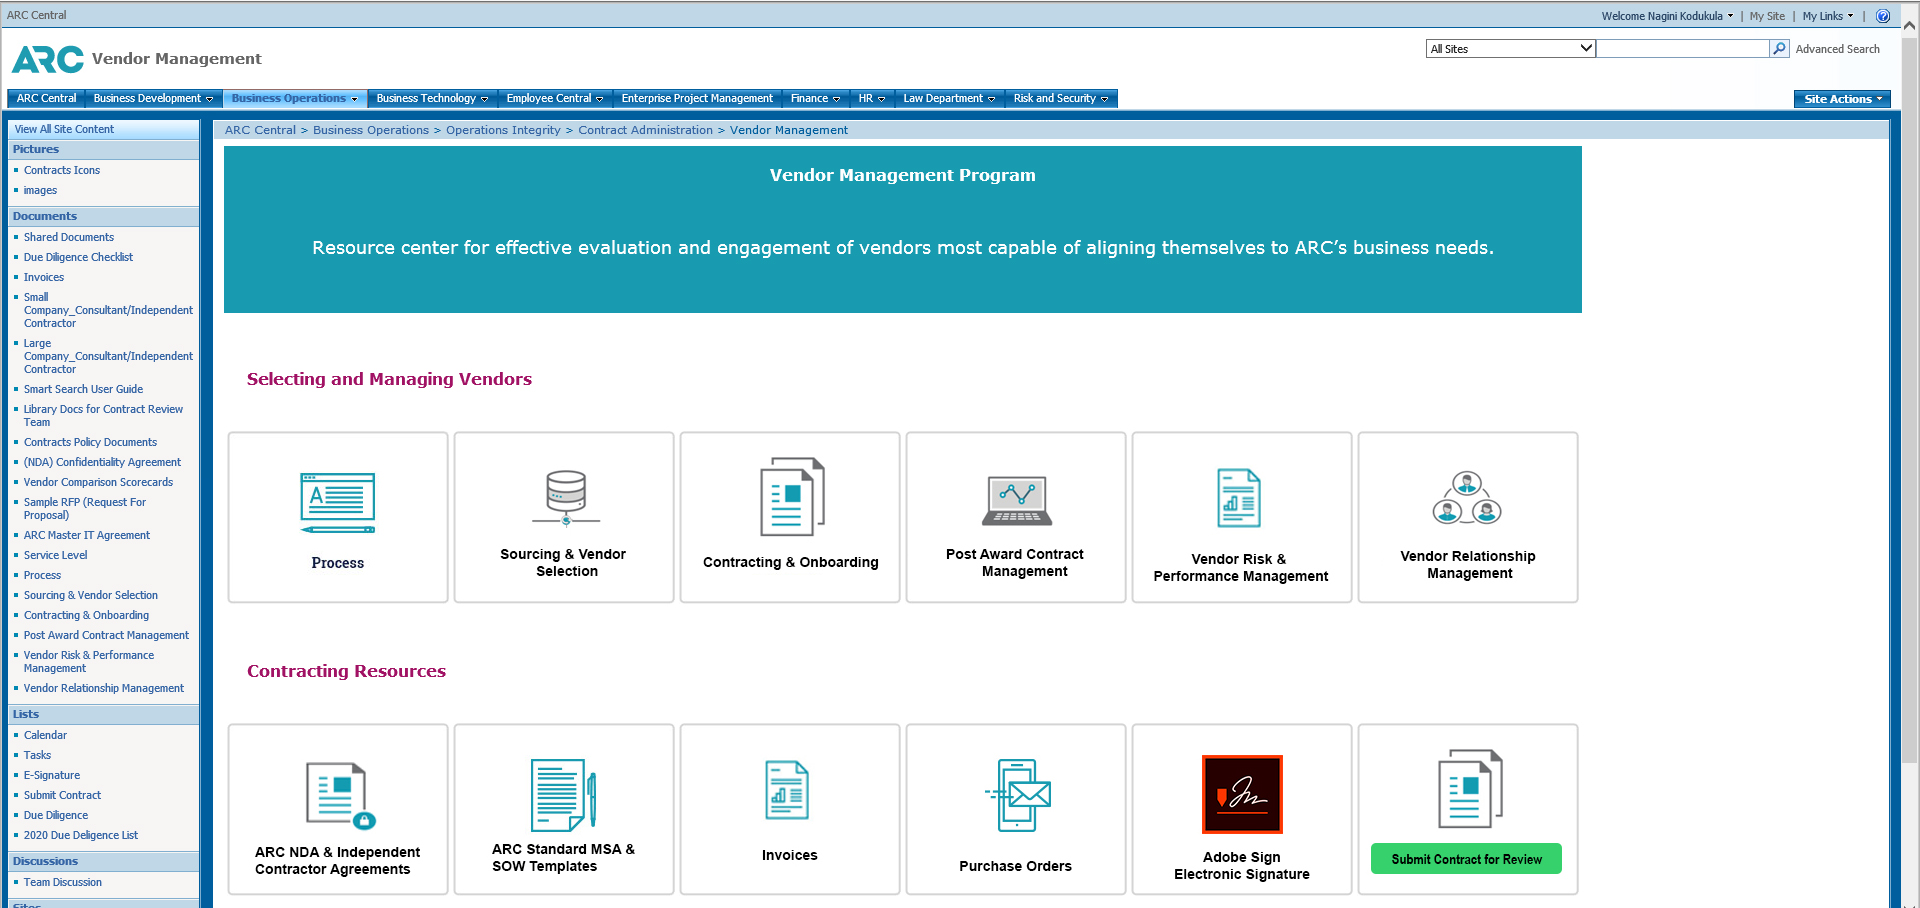 ARC Central
Welcome Nagini Kodukula | My Site | My Links |
ARC Vendor Management
All Sites
Advanced Search
ARC Central Business Development Business Operations Business Technology Employee Central Enterprise Project Management Finance HR Law Department Risk and Security
Site Actions
View All Site Content
ARC Central > Business Operations > Operations Integrity > Contract Administration > Vendor Management
Pictures
Contracts Icons
images
Documents
Shared Documents
Due Diligence Checklist
Invoices
Small
Company_Consultant/Independent
Contractor
Large
Company_Consultant/Independent
Contractor
Smart Search User Guide
Library Docs for Contract Review
Team
Contracts Policy Documents
(NDA) Confidentiality Agreement
Vendor Comparison Scorecards
Sample RFP (Request For
Proposal)
ARC Master IT Agreement
Service Level
Process
Sourcing & Vendor Selection
Contracting & Onboarding
Post Award Contract Management
Vendor Risk & Performance
Management
Vendor Relationship Management
Lists
Calendar
Tasks
E-Signature
Submit Contract
Due Diligence
2020 Due Deligence List
Discussions
Team Discussion
Sites
Vendor Management Program
Resource center for effective evaluation and engagement of vendors most capable of aligning themselves to ARC’s business needs.
Selecting and Managing Vendors
A
Process
Sourcing & Vendor
Selection
Contracting & Onboarding
Post Award Contract
Management
Vendor Risk &
Performance Management
Vendor Relationship
Management
Contracting Resources
ARC NDA & Independent
Contractor Agreements
ARC Standard MSA &
SOW Templates
Invoices
Purchase Orders
Adobe Sign
Electronic Signature
Submit Contract for Review